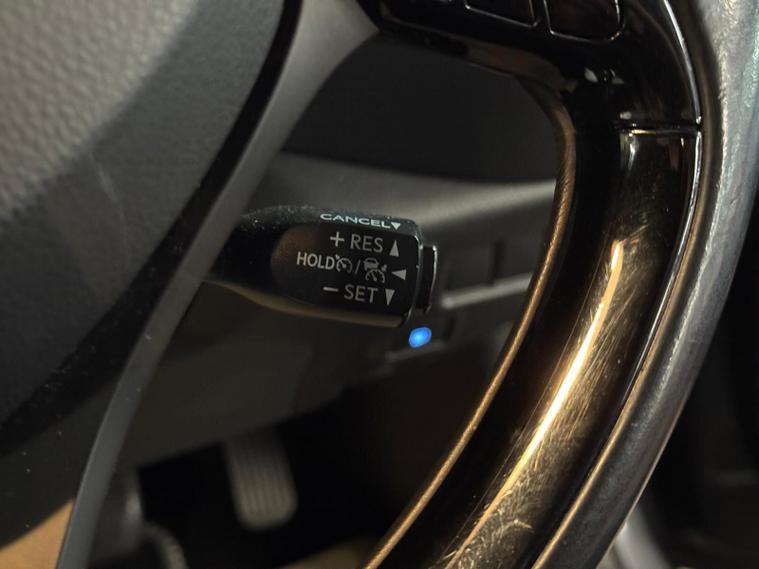 CANCEL▼
+ RES ▲
HOLD / ◀
− SET ▼